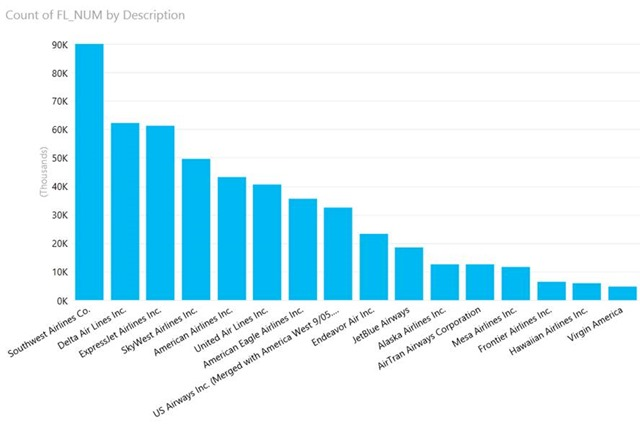 Count of FL_NUM by Description
90K
80K
70K
60K
50K
40K
30K
20K
10K
0K
(Thousands)
Southwest Airlines Co.
Delta Air Lines Inc.
ExpressJet Airlines Inc.
SkyWest Airlines Inc.
American Airlines Inc.
United Air Lines Inc.
American Eagle Airlines Inc.
US Airways Inc. (Merged with America West 9/05....
Endeavor Air Inc.
JetBlue Airways
Alaska Airlines Inc.
AirTran Airways Corporation
Mesa Airlines Inc.
Frontier Airlines Inc.
Hawaiian Airlines Inc.
Virgin America